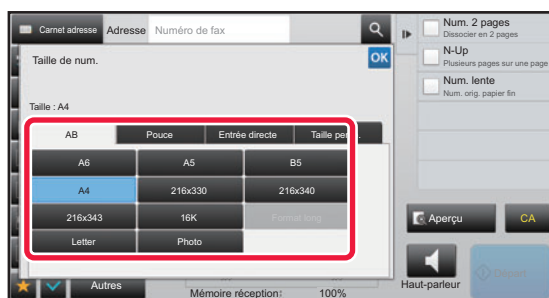 Carnet adresse Adresse Numéro de fax
Taille de num. OK
Taille : A4
AB Pouce Entrée directe Taille per
A6 A5 B5
A4 216x330 216x340
216x343 16K Format long
Letter Photo
Autres
Mémoire réception: 100%
Num. 2 pages
Dissocier en 2 pages
N-Up
Plusieurs pages sur une page
Num. lente
Num. orig. papier fin
Aperçu CA
Haut-parleur Départ